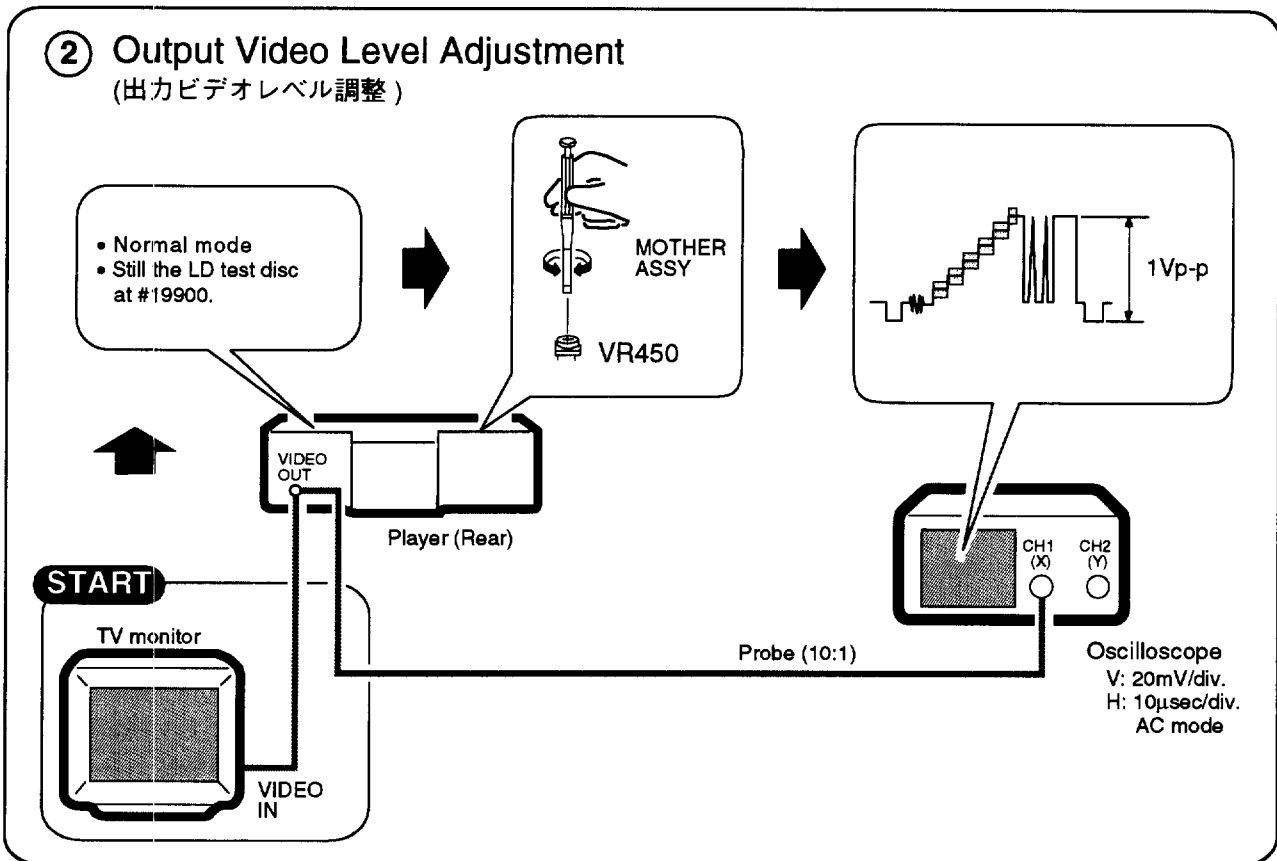 ② Output Video Level Adjustment
(出力ビデオレベル調整)
• Normal mode
• Still the LD test disc
at #19900.
MOTHER
ASSY
VR450
1Vp-p
VIDEO
OUT
Player (Rear)
CH1
(X)
CH2
(Y)
START
TV monitor
VIDEO
IN
Probe (10:1)
Oscilloscope
V: 20mV/div.
H: 10μsec/div.
AC mode